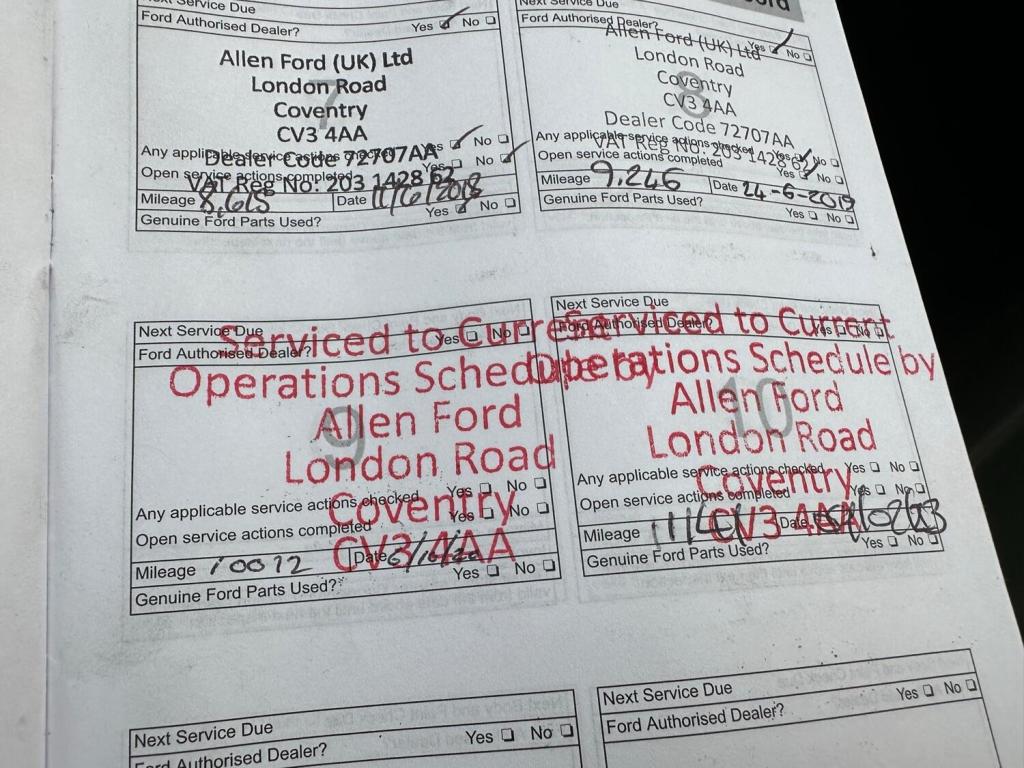 Next Service Due
Ford Authorised Dealer? Yes No
Allen Ford (UK) Ltd
London Road
Coventry
7
CV3 4AA
Dealer Code 72707AA
Any applicable service actions checked Yes No
Open service actions completed Yes No
VAT Reg No: 203 1428 62
Mileage 8,615 Date 11/6/2018
Genuine Ford Parts Used? Yes No
Next Service Due
Ford Authorised Dealer? Yes No
Allen Ford (UK) Ltd
London Road
Coventry
8
CV3 4AA
Dealer Code 72707AA
Any applicable service actions checked Yes No
VAT Reg No: 203 1428 62
Open service actions completed Yes No
Mileage 9,246 Date 24-6-2019
Genuine Ford Parts Used? Yes No
Next Service Due
Serviced to Current
Ford Authorised Dealer? Yes No
Operations Schedule by
Allen Ford
9
London Road
Any applicable service actions checked Yes No
Coventry
Open service actions completed Yes No
CV3 4AA
Mileage 10012 Date
Genuine Ford Parts Used? Yes No
Next Service Due
Serviced to Current
Ford Authorised Dealer? Yes No
Operations Schedule by
Allen Ford
10
London Road
Any applicable service actions checked Yes No
Coventry
Open service actions completed Yes No
CV3 4AA
Mileage Date
Genuine Ford Parts Used? Yes No
Next Service Due
Ford Authorised Dealer? Yes No
Next Service Due
Ford Authorised Dealer? Yes No